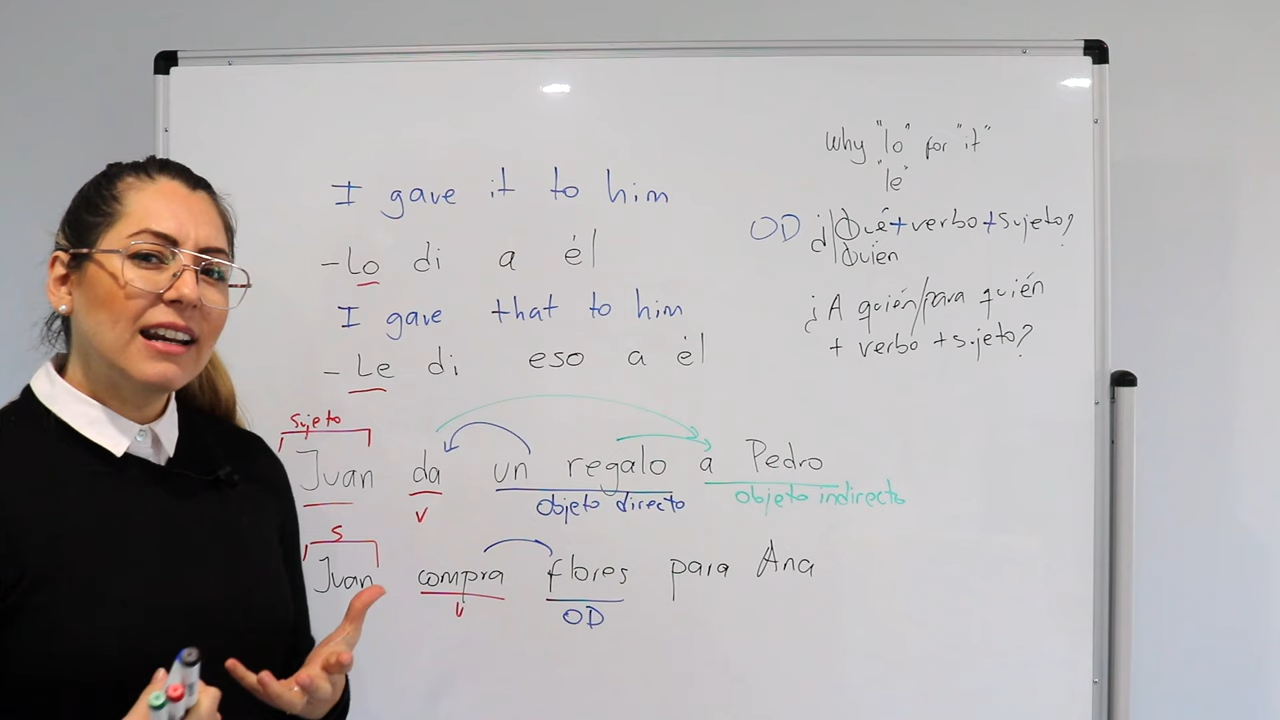 I gave it to him
- Lo di a él
I gave that to him
- Le di eso a él
sujeto
Juan da un regalo a Pedro
v
objeto directo
objeto indirecto
S
Juan compra flores para Ana
v
OD
why "lo" for "it"
"le"
OD ¿Qué+verbo+sujeto?
Quién
¿A quién/para quién
+ verbo + sujeto?